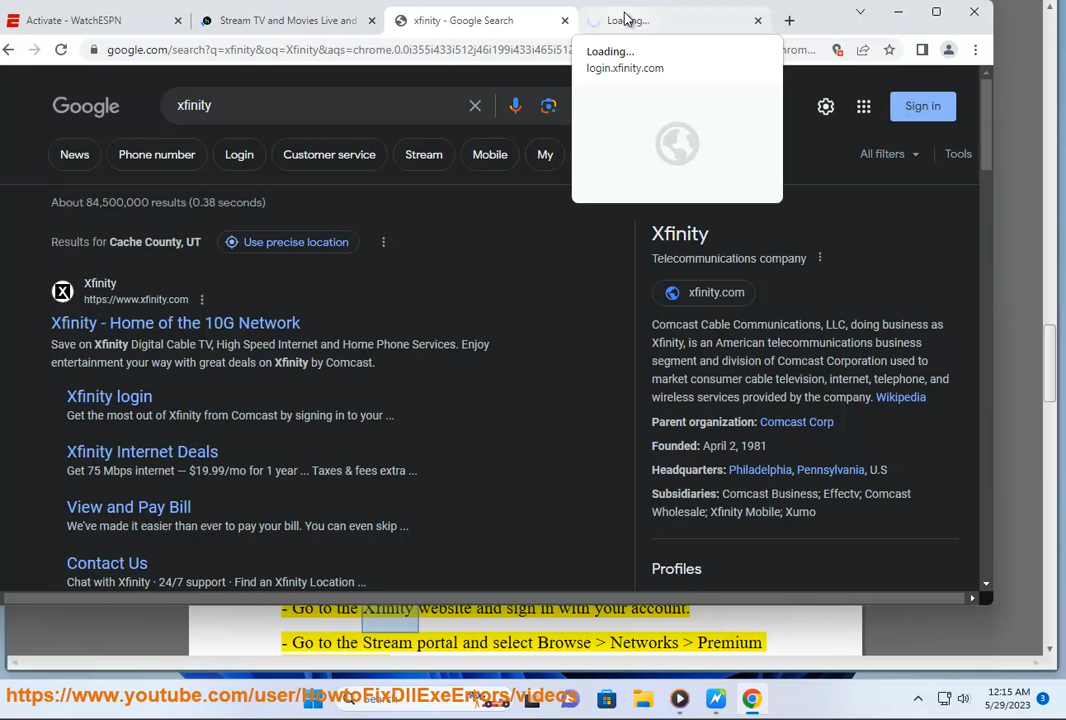 Activate - WatchESPN
Stream TV and Movies Live and
xfinity - Google Search
Loading...
google.com/search?q=xfinity&oq=Xfinity&aqs=chrome.0.0i355i433i512j46i199i433i465i512
hrom...
Loading...
login.xfinity.com
Google
xfinity
Sign in
News
Phone number
Login
Customer service
Stream
Mobile
My
All filters
Tools
About 84,500,000 results (0.38 seconds)
Results for Cache County, UT
Use precise location
Xfinity
https://www.xfinity.com
Xfinity - Home of the 10G Network
Save on Xfinity Digital Cable TV, High Speed Internet and Home Phone Services. Enjoy
entertainment your way with great deals on Xfinity by Comcast.
Xfinity login
Get the most out of Xfinity from Comcast by signing in to your ...
Xfinity Internet Deals
Get 75 Mbps internet — $19.99/mo for 1 year ... Taxes & fees extra ...
View and Pay Bill
We've made it easier than ever to pay your bill. You can even skip ...
Contact Us
Chat with Xfinity · 24/7 support · Find an Xfinity Location ...
Xfinity
Telecommunications company
xfinity.com
Comcast Cable Communications, LLC, doing business as
Xfinity, is an American telecommunications business
segment and division of Comcast Corporation used to
market consumer cable television, internet, telephone, and
wireless services provided by the company. Wikipedia
Parent organization: Comcast Corp
Founded: April 2, 1981
Headquarters: Philadelphia, Pennsylvania, U.S
Subsidiaries: Comcast Business; Effectv; Comcast
Wholesale; Xfinity Mobile; Xumo
Profiles
- Go to the Xfinity website and sign in with your account.
- Go to the Stream portal and select Browse > Networks > Premium
https://www.youtube.com/user/HowtoFixDllExeErrors/videos
Search
12:15 AM
5/29/2023
3